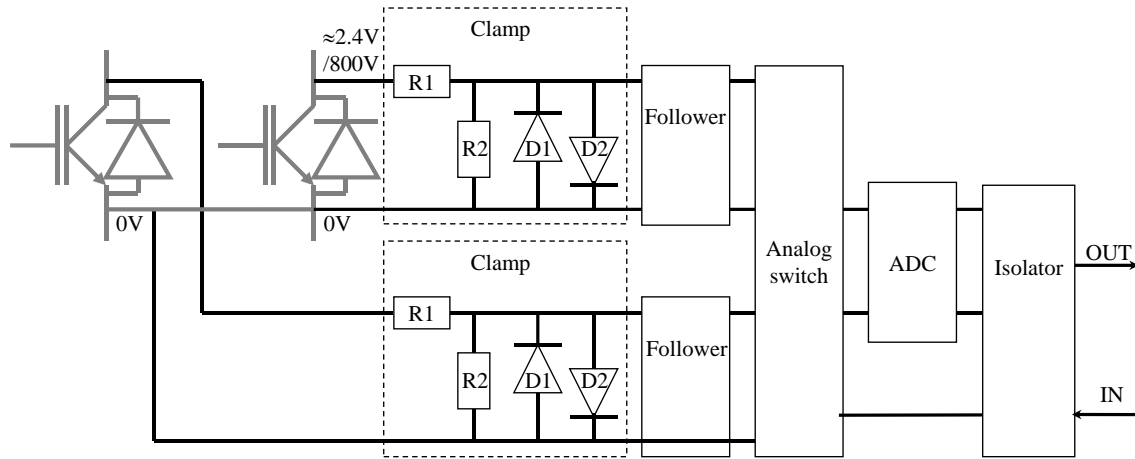 ≈2.4V
/800V
Clamp
R1
R2
D1
D2
Follower
0V
0V
Clamp
R1
R2
D1
D2
Follower
Analog
switch
ADC
Isolator
OUT
IN